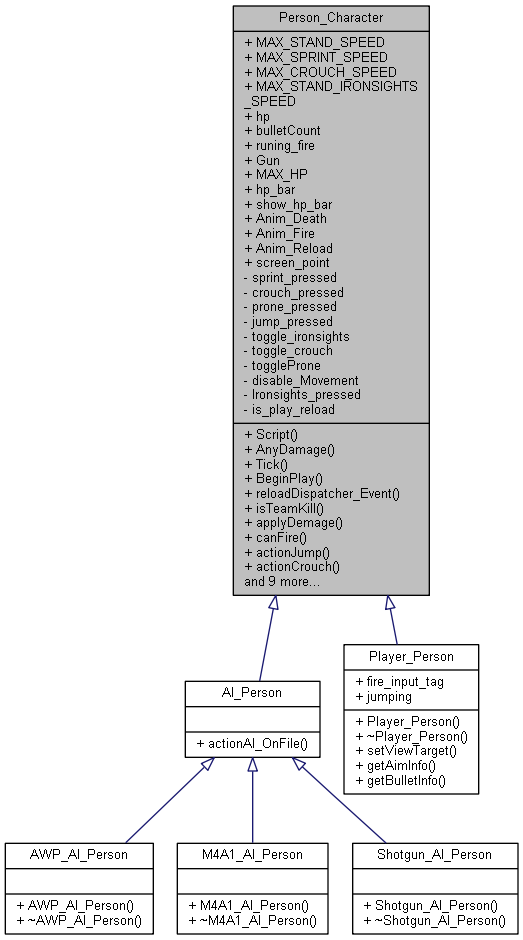 Person_Character
+ MAX_STAND_SPEED
+ MAX_SPRINT_SPEED
+ MAX_CROUCH_SPEED
+ MAX_STAND_IRONSIGHTS
_SPEED
+ hp
+ bulletCount
+ runing_fire
+ Gun
+ MAX_HP
+ hp_bar
+ show_hp_bar
+ Anim_Death
+ Anim_Fire
+ Anim_Reload
+ screen_point
- sprint_pressed
- crouch_pressed
- prone_pressed
- jump_pressed
- toggle_ironsights
- toggle_crouch
- toggleProne
- disable_Movement
- Ironsights_pressed
- is_play_reload
+ Script()
+ AnyDamage()
+ Tick()
+ BeginPlay()
+ reloadDispatcher_Event()
+ isTeamKill()
+ applyDemage()
+ canFire()
+ actionJump()
+ actionCrouch()
and 9 more...
AI_Person
+ actionAI_OnFile()
Player_Person
+ fire_input_tag
+ jumping
+ Player_Person()
+ ~Player_Person()
+ setViewTarget()
+ getAimInfo()
+ getBulletInfo()
AWP_AI_Person
+ AWP_AI_Person()
+ ~AWP_AI_Person()
M4A1_AI_Person
+ M4A1_AI_Person()
+ ~M4A1_AI_Person()
Shotgun_AI_Person
+ Shotgun_AI_Person()
+ ~Shotgun_AI_Person()